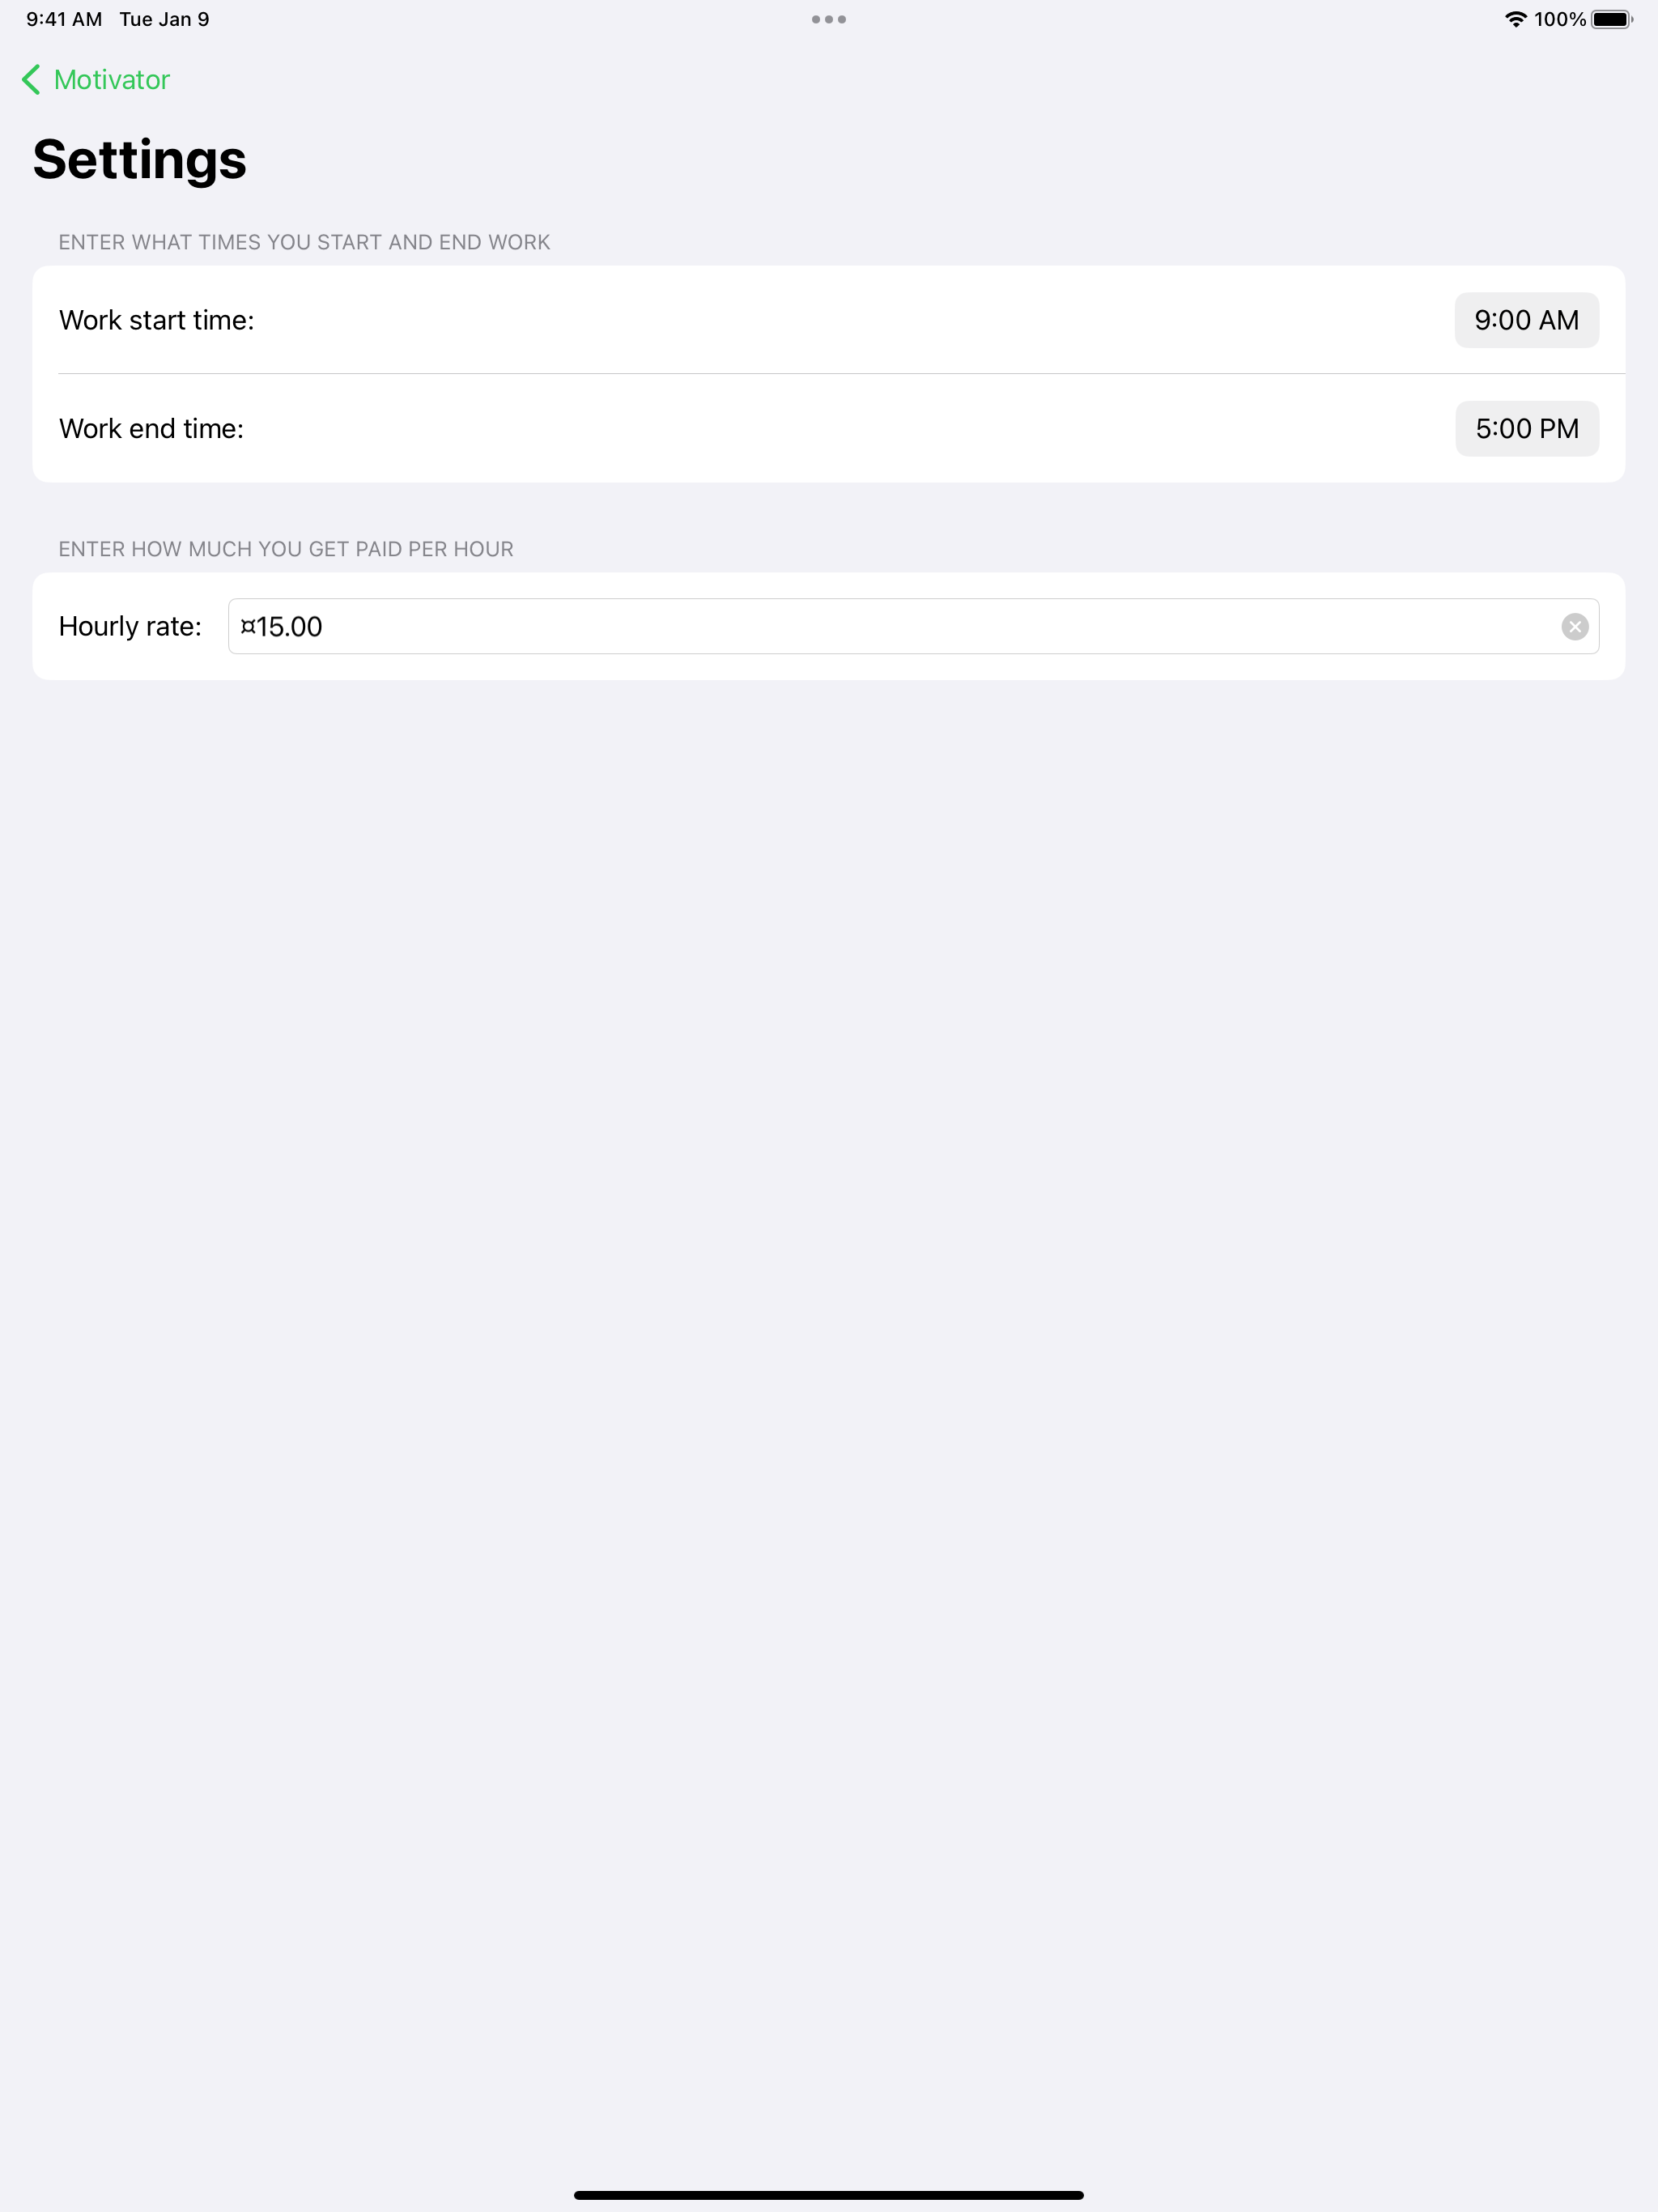 9:41 AM Tue Jan 9
100%
Motivator
Settings
ENTER WHAT TIMES YOU START AND END WORK
Work start time: 9:00 AM
Work end time: 5:00 PM
ENTER HOW MUCH YOU GET PAID PER HOUR
Hourly rate: ¤15.00